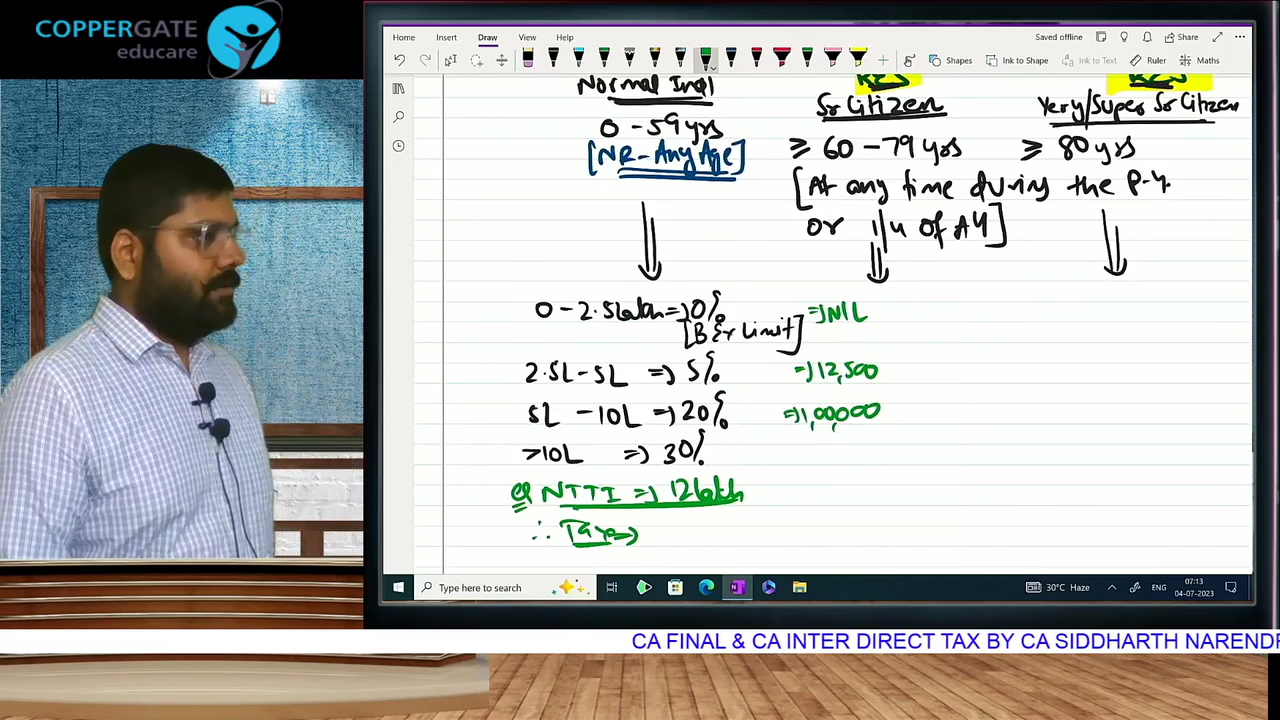 COPPERGATE
educare
Saved offline
Home Insert Draw View Help Share
Shapes Ink to Shape Ink to Text Ruler Maths
Normal Indl
RES
RES
Sr Citizen
Very/Super Sr Citizen
0 - 59 yrs
≥ 60 - 79 yrs
≥ 80 yrs
[NR - Any Age]
[At any time during the P.Y.
or 1/4 of AY]
0 - 2.5 Lakh => 0% => NIL
[B Ex Limit]
2.5L - 5L => 5% => 12,500
5L - 10L => 20% => 1,00,000
>10L => 30%
eg NTTI => 12 Lakh
∴ Tax =>
Type here to search
30°C Haze
ENG
07:13
04-07-2023
CA FINAL & CA INTER DIRECT TAX BY CA SIDDHARTH NARENDR